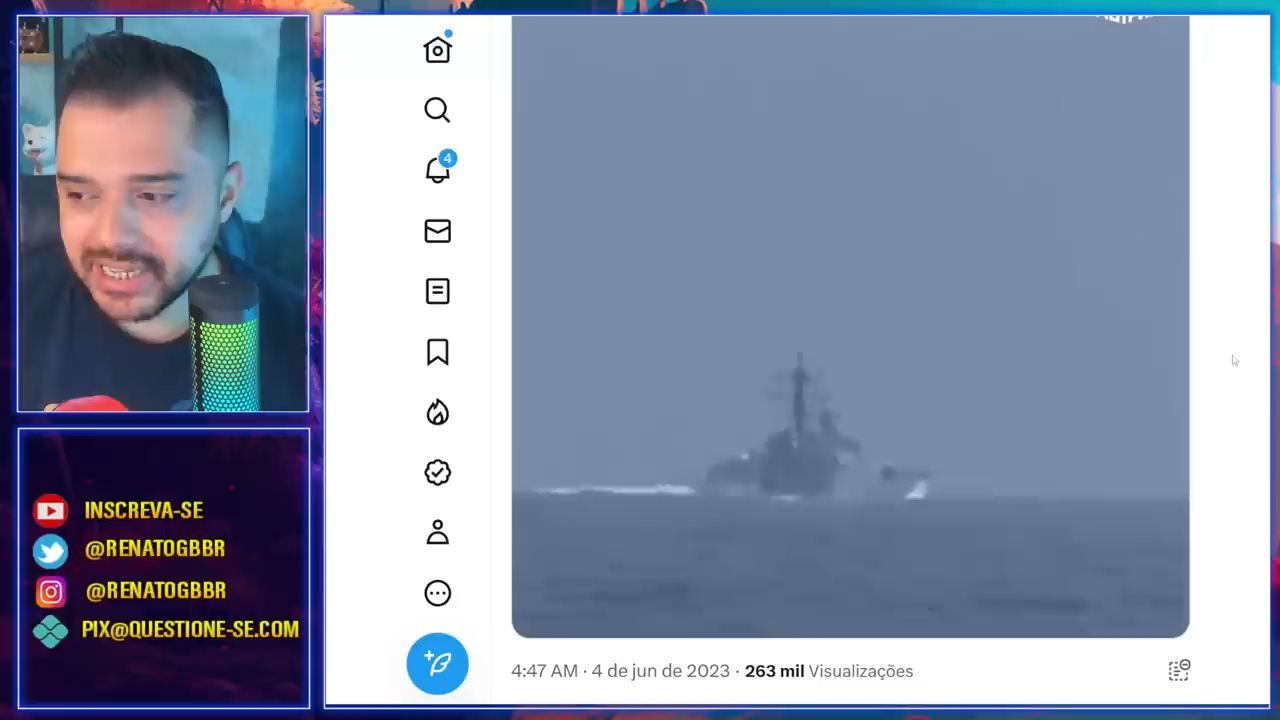 4
INSCREVA-SE
@RENATOGBBR
@RENATOGBBR
PIX@QUESTIONE-SE.COM
4:47 AM · 4 de jun de 2023 · 263 mil Visualizações